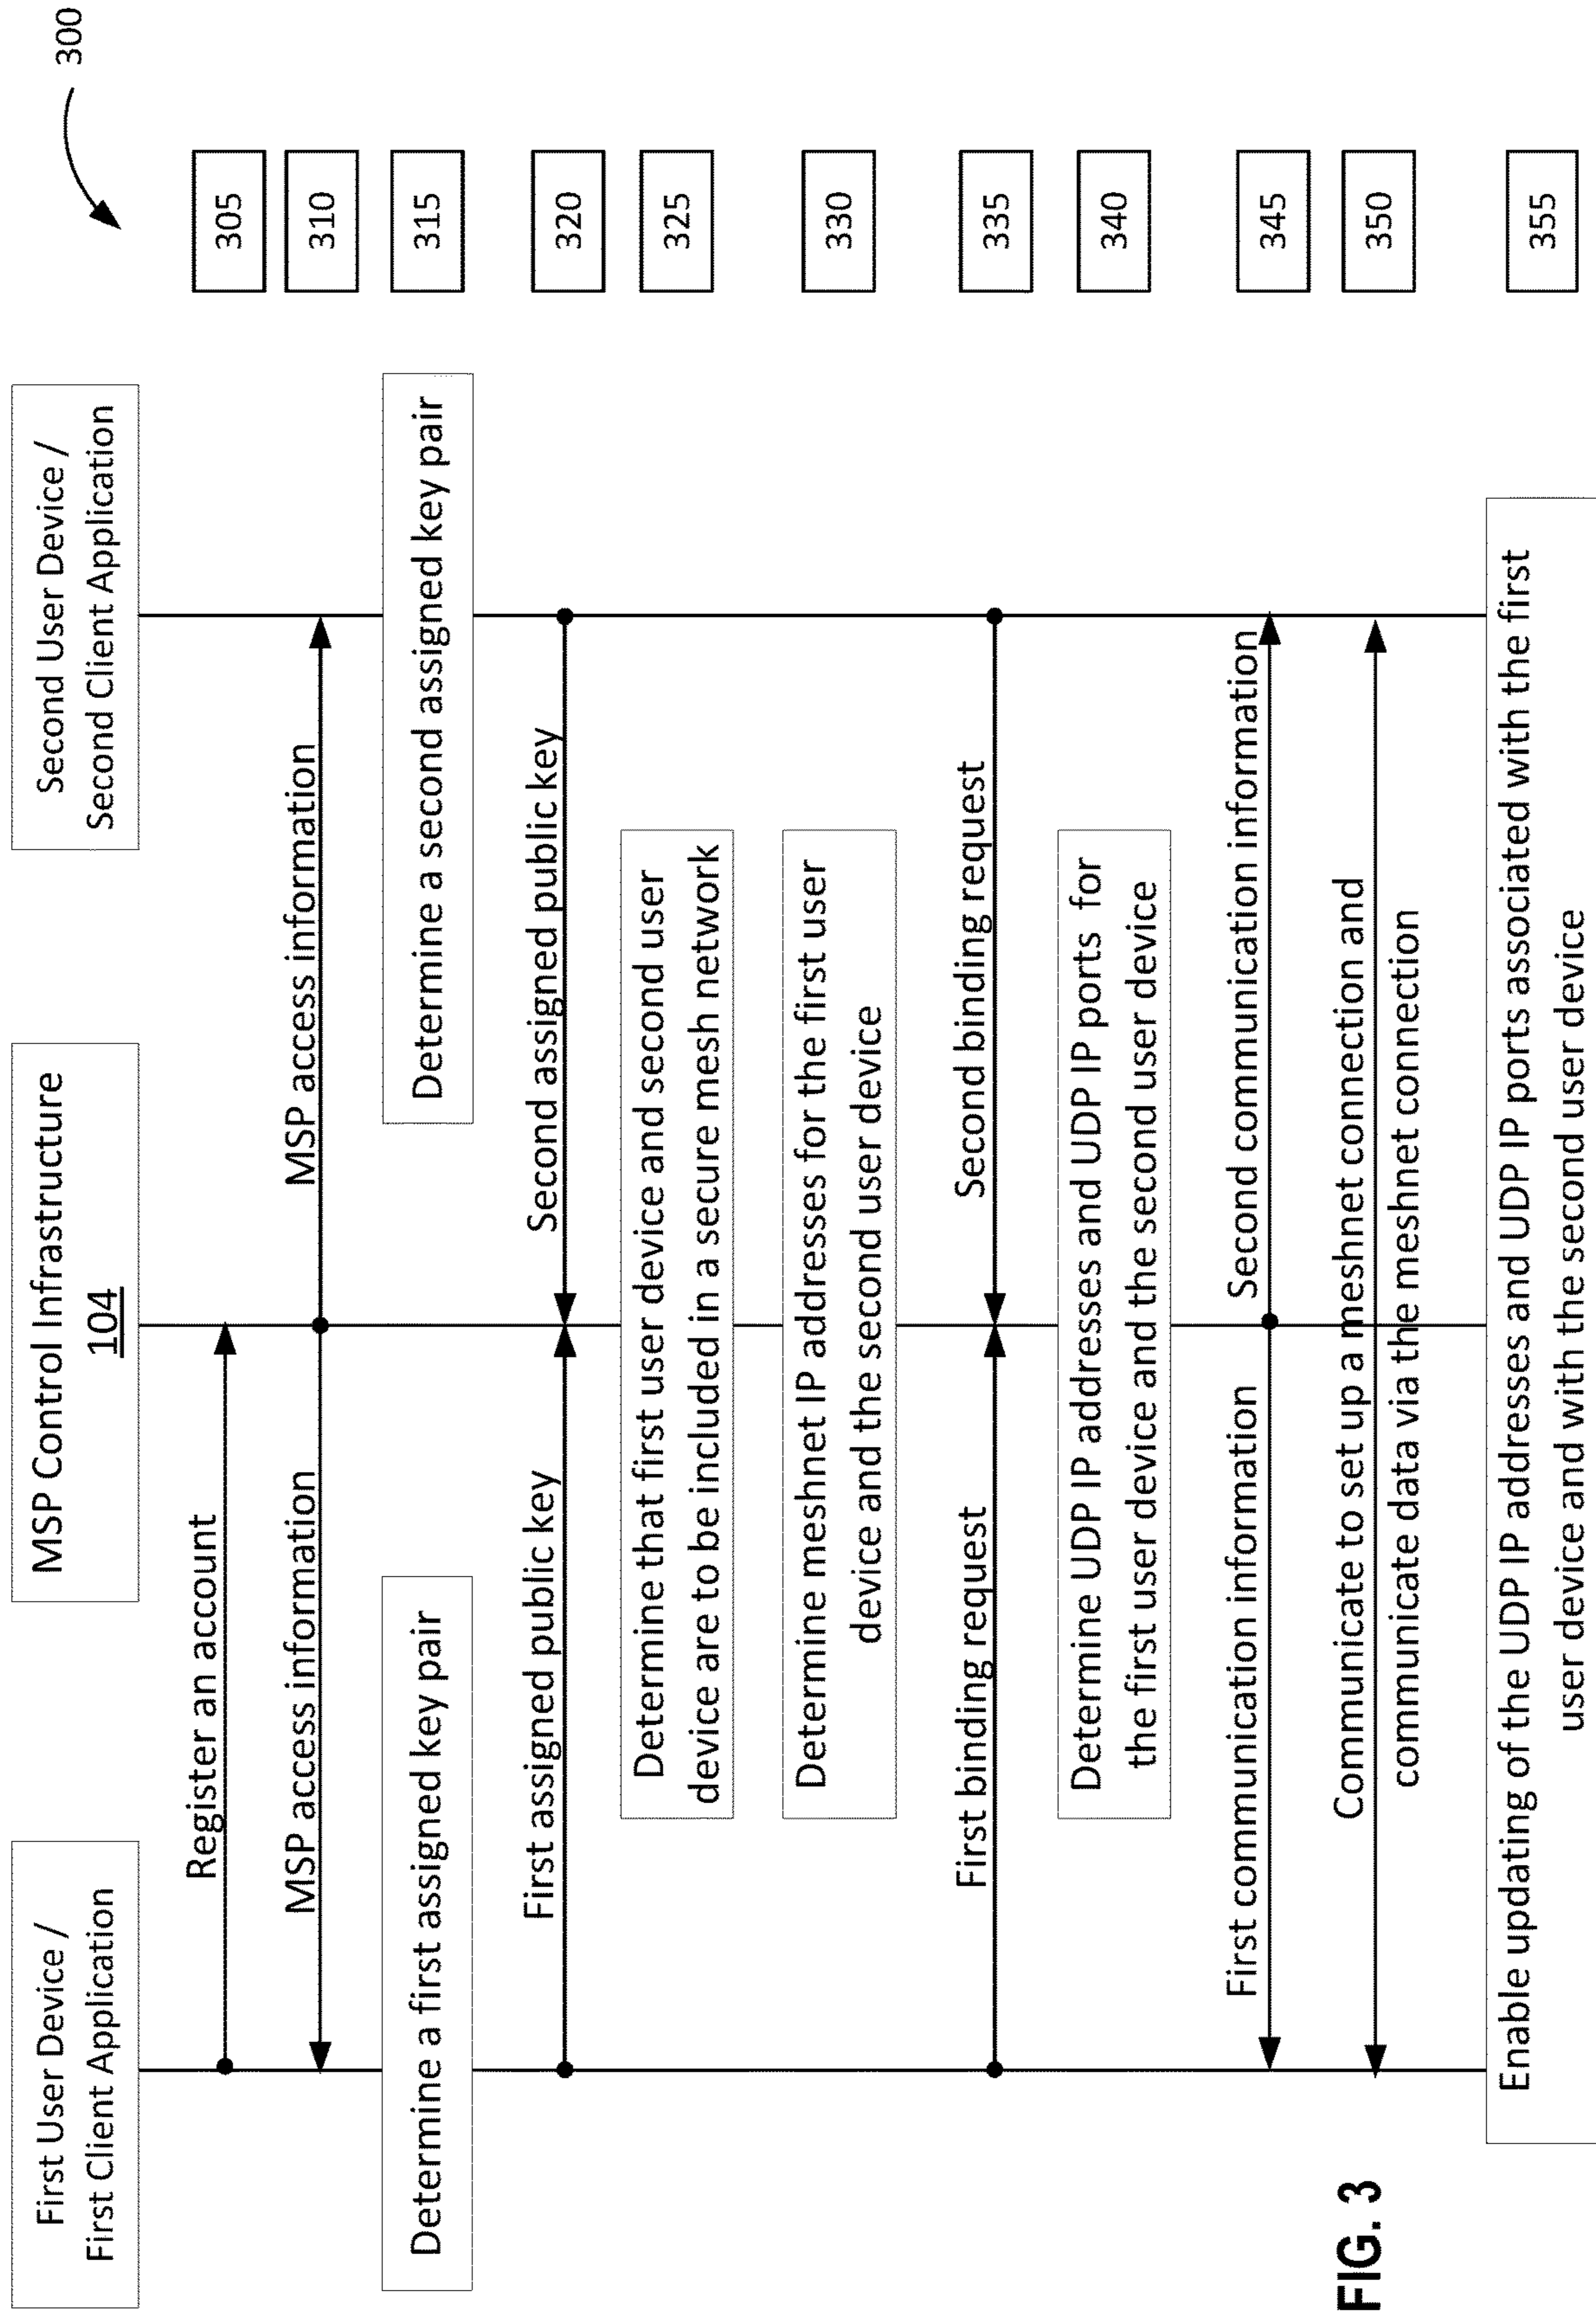 300
First User Device /
First Client Application
MSP Control Infrastructure
104
Second User Device /
Second Client Application
Register an account
305
MSP access information
MSP access information
310
Determine a first assigned key pair
Determine a second assigned key pair
315
First assigned public key
Second assigned public key
320
Determine that first user device and second user
device are to be included in a secure mesh network
325
Determine meshnet IP addresses for the first user
device and the second user device
330
First binding request
Second binding request
335
Determine UDP IP addresses and UDP IP ports for
the first user device and the second user device
340
First communication information
Second communication information
345
Communicate to set up a meshnet connection and
communicate data via the meshnet connection
350
Enable updating of the UDP IP addresses and UDP IP ports associated with the first
user device and with the second user device
355
FIG. 3